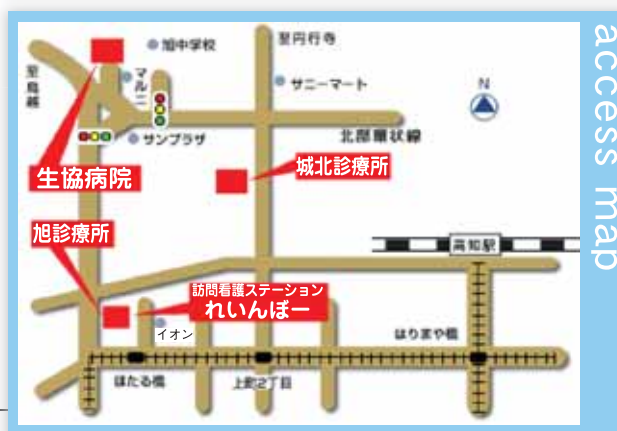 access map
旭中学校
至円行寺
至鳥越
マルニ
サニーマート
N
サンプラザ
北部環状線
生協病院
城北診療所
旭診療所
高知駅
訪問看護ステーション
れいんぼー
イオン
はりまや橋
ほたる橋
上町2丁目